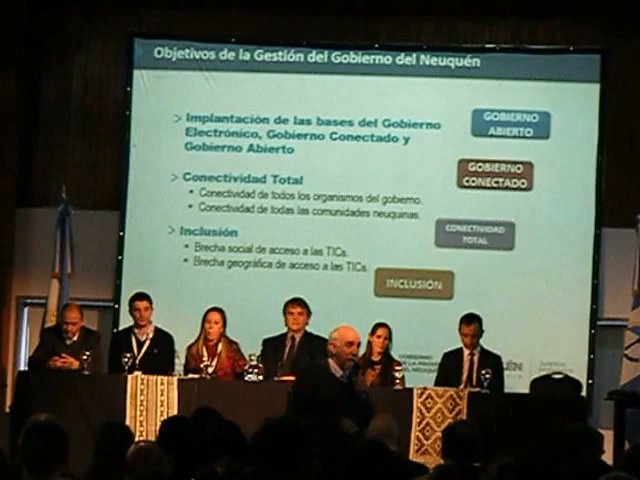 Objetivos de la Gestión del Gobierno del Neuquén
> Implantación de las bases del Gobierno
Electrónico, Gobierno Conectado y
Gobierno Abierto
GOBIERNO
ABIERTO
> Conectividad Total
• Conectividad de todos los organismos del gobierno.
• Conectividad de todas las comunidades neuquinas.
GOBIERNO
CONECTADO
> Inclusión
• Brecha social de acceso a las TICs.
• Brecha geográfica de acceso a las TICs.
CONECTIVIDAD
TOTAL
INCLUSIÓN
GOBIERNO